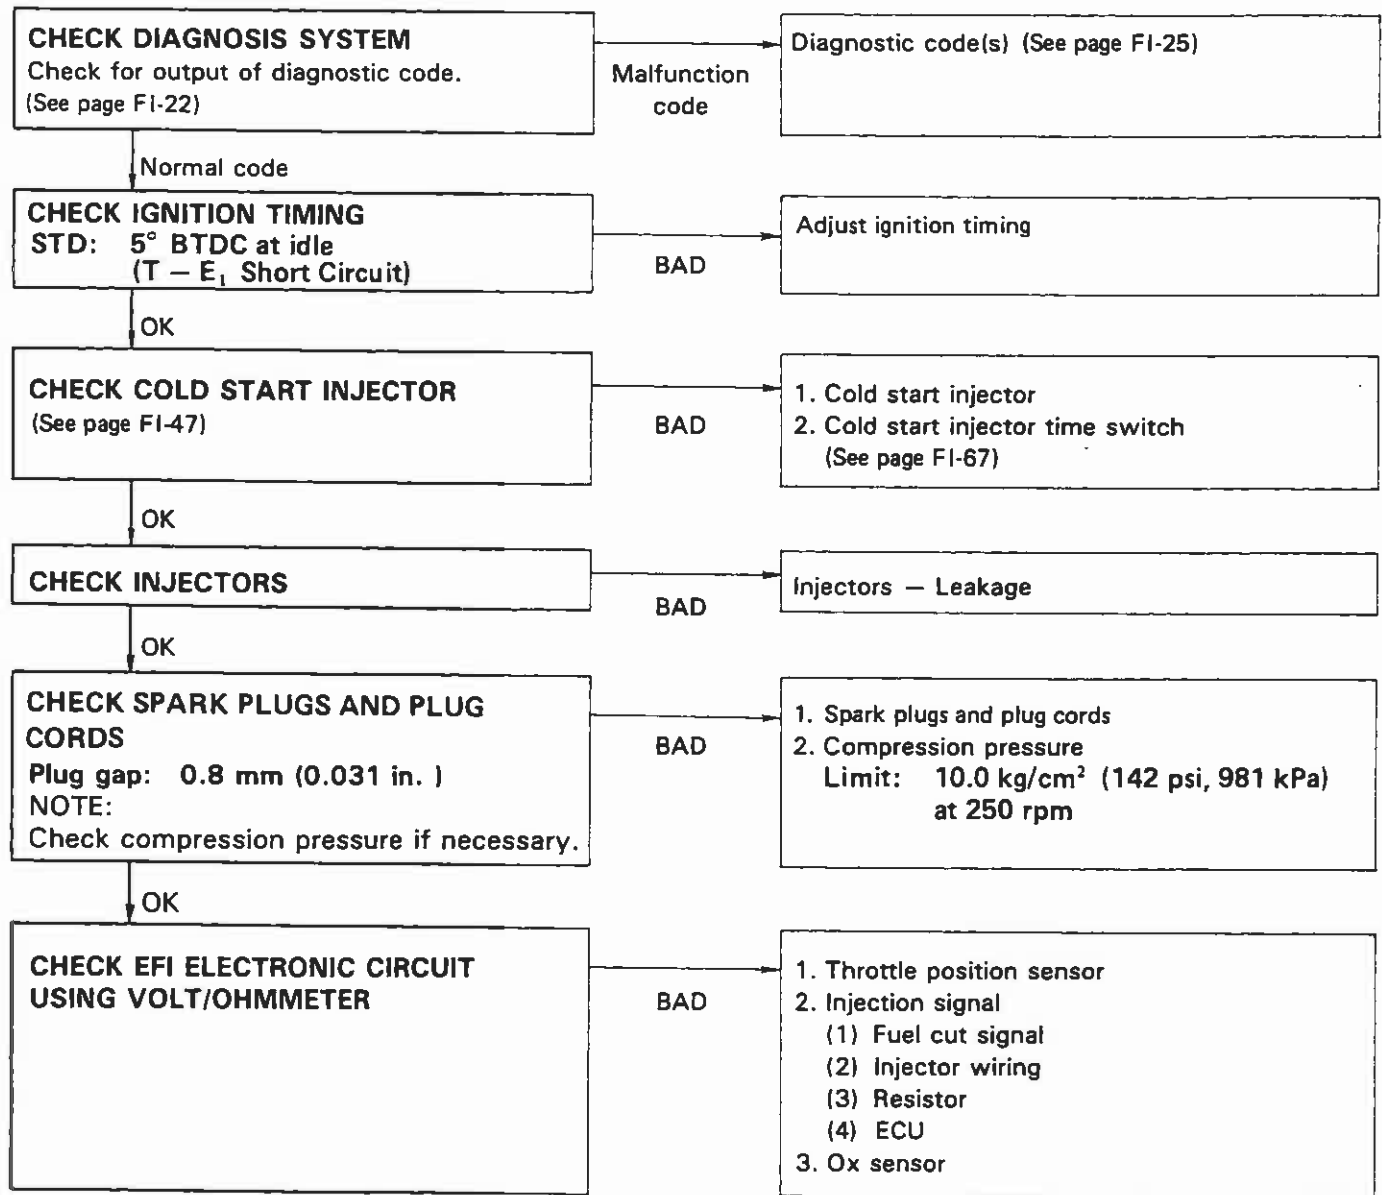 CHECK DIAGNOSIS SYSTEM
Check for output of diagnostic code.
(See page FI-22)
Malfunction
code
Diagnostic code(s) (See page FI-25)
Normal code
CHECK IGNITION TIMING
STD: 5° BTDC at idle
(T – E₁ Short Circuit)
BAD
Adjust ignition timing
OK
CHECK COLD START INJECTOR
(See page FI-47)
BAD
1. Cold start injector
2. Cold start injector time switch
(See page FI-67)
OK
CHECK INJECTORS
BAD
Injectors – Leakage
OK
CHECK SPARK PLUGS AND PLUG
CORDS
Plug gap: 0.8 mm (0.031 in. )
NOTE:
Check compression pressure if necessary.
BAD
1. Spark plugs and plug cords
2. Compression pressure
Limit: 10.0 kg/cm² (142 psi, 981 kPa)
at 250 rpm
OK
CHECK EFI ELECTRONIC CIRCUIT
USING VOLT/OHMMETER
BAD
1. Throttle position sensor
2. Injection signal
(1) Fuel cut signal
(2) Injector wiring
(3) Resistor
(4) ECU
3. Ox sensor